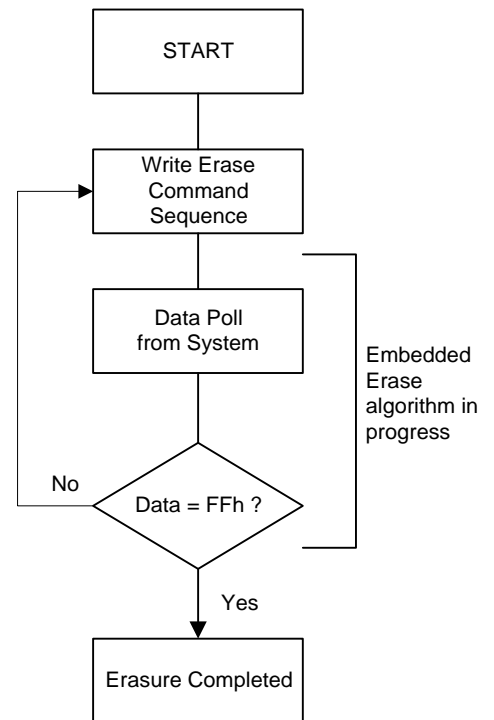 START
Write Erase
Command
Sequence
Data Poll
from System
Embedded
Erase
algorithm in
progress
No
Data = FFh ?
Yes
Erasure Completed